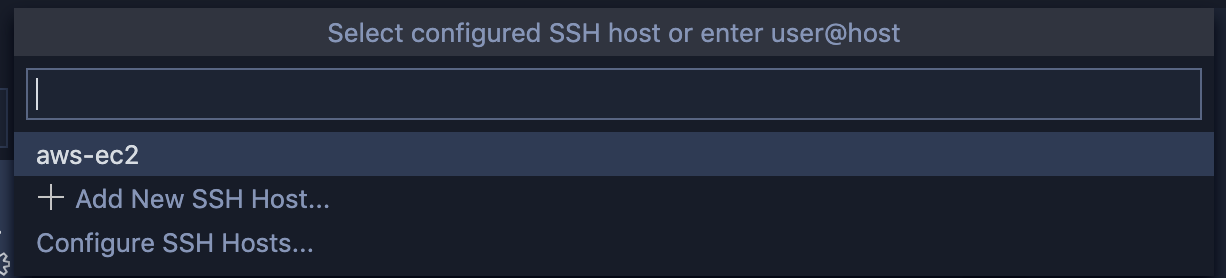 Select configured SSH host or enter user@host
aws-ec2
Add New SSH Host...
Configure SSH Hosts...